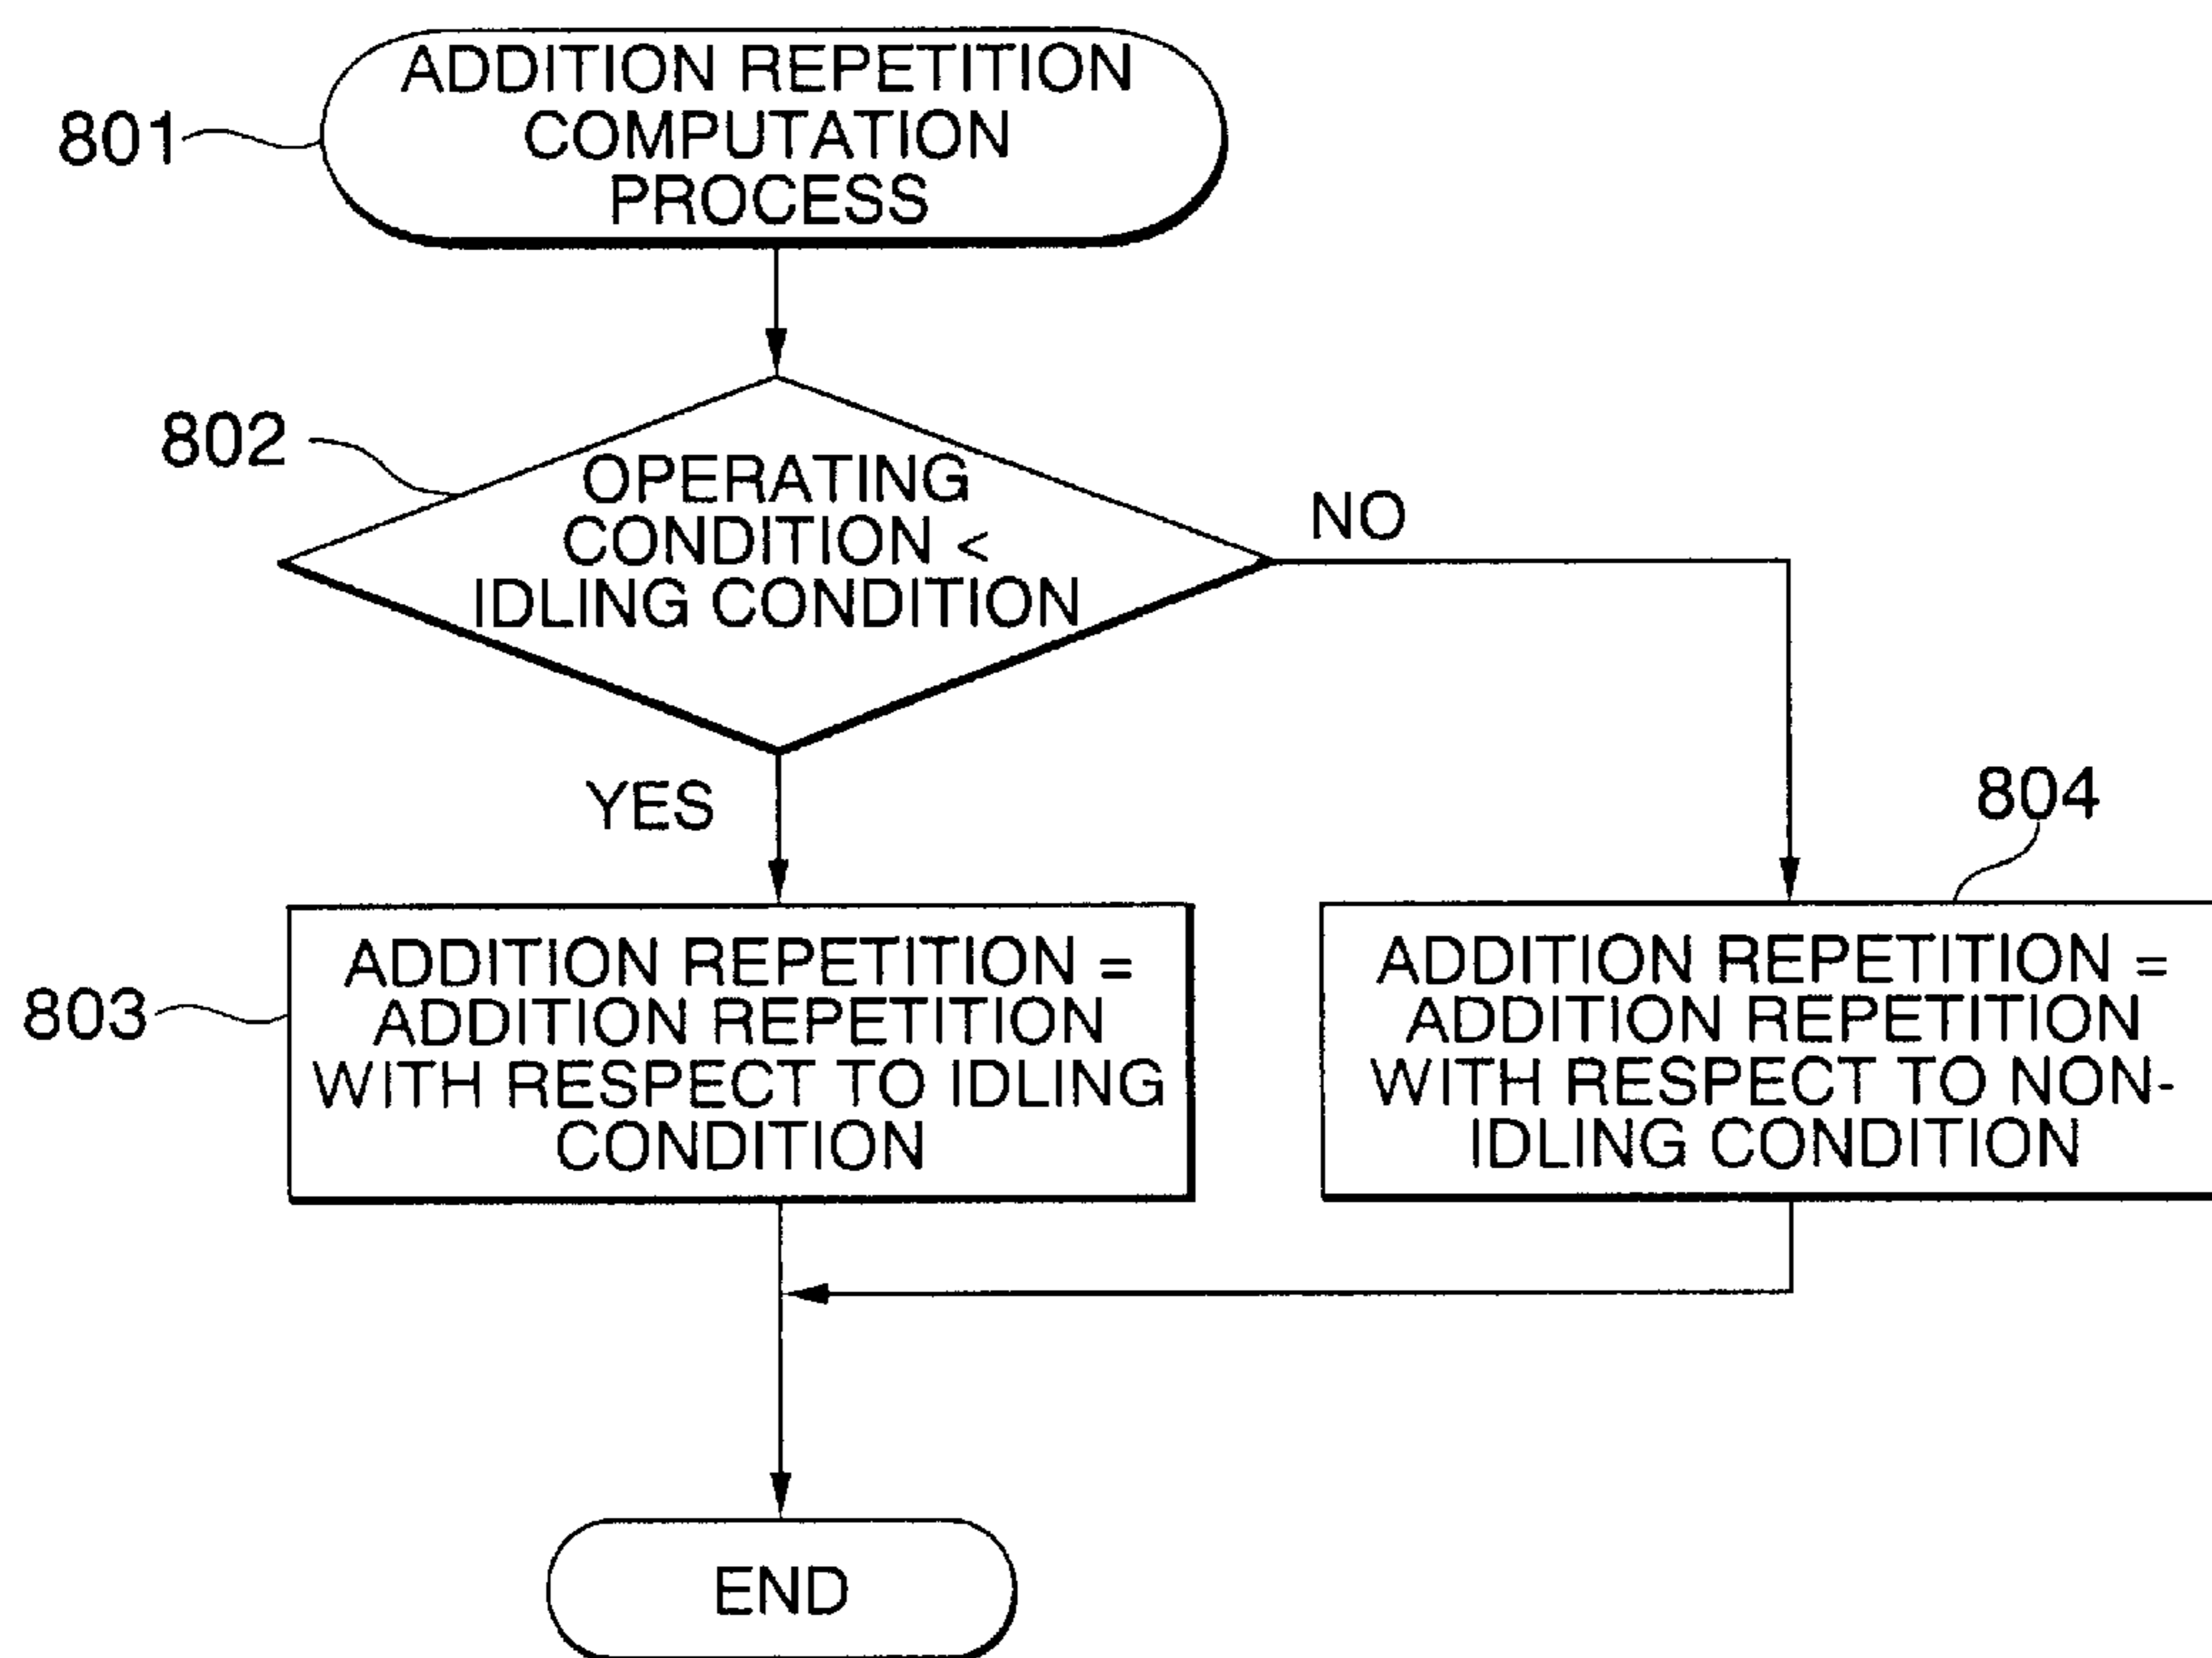 ADDITION REPETITION
COMPUTATION
PROCESS
801
802
OPERATING
CONDITION <
IDLING CONDITION
NO
YES
804
803
ADDITION REPETITION =
ADDITION REPETITION
WITH RESPECT TO IDLING
CONDITION
ADDITION REPETITION =
ADDITION REPETITION
WITH RESPECT TO NON-
IDLING CONDITION
END